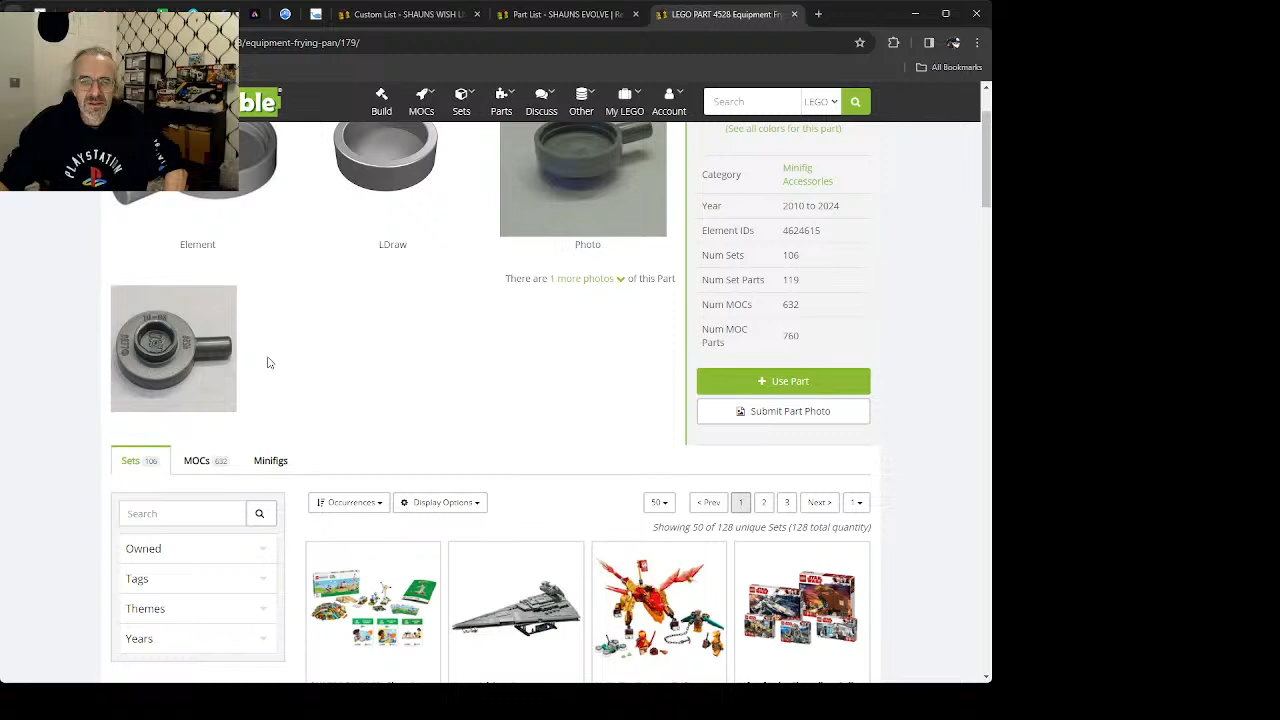 Custom List - SHAUNS WISH L
Part List - SHAUNS EVOLVE | Re
LEGO PART 4528 Equipment Fry
/equipment-frying-pan/179/
All Bookmarks
ble
Build
MOCs
Sets
Parts
Discuss
Other
My LEGO
Account
Search
LEGO
PLAYSTATION
(See all colors for this part)
Category
Minifig
Accessories
Year
2010 to 2024
Element IDs
4624615
Num Sets
106
Num Set Parts
119
Num MOCs
632
Num MOC
Parts
760
Element
LDraw
Photo
There are 1 more photos of this Part
+ Use Part
Submit Part Photo
Sets 106
MOCs 632
Minifigs
Search
Owned
Tags
Themes
Years
Occurrences
Display Options
50
< Prev
1
2
3
Next >
1
Showing 50 of 128 unique Sets (128 total quantity)